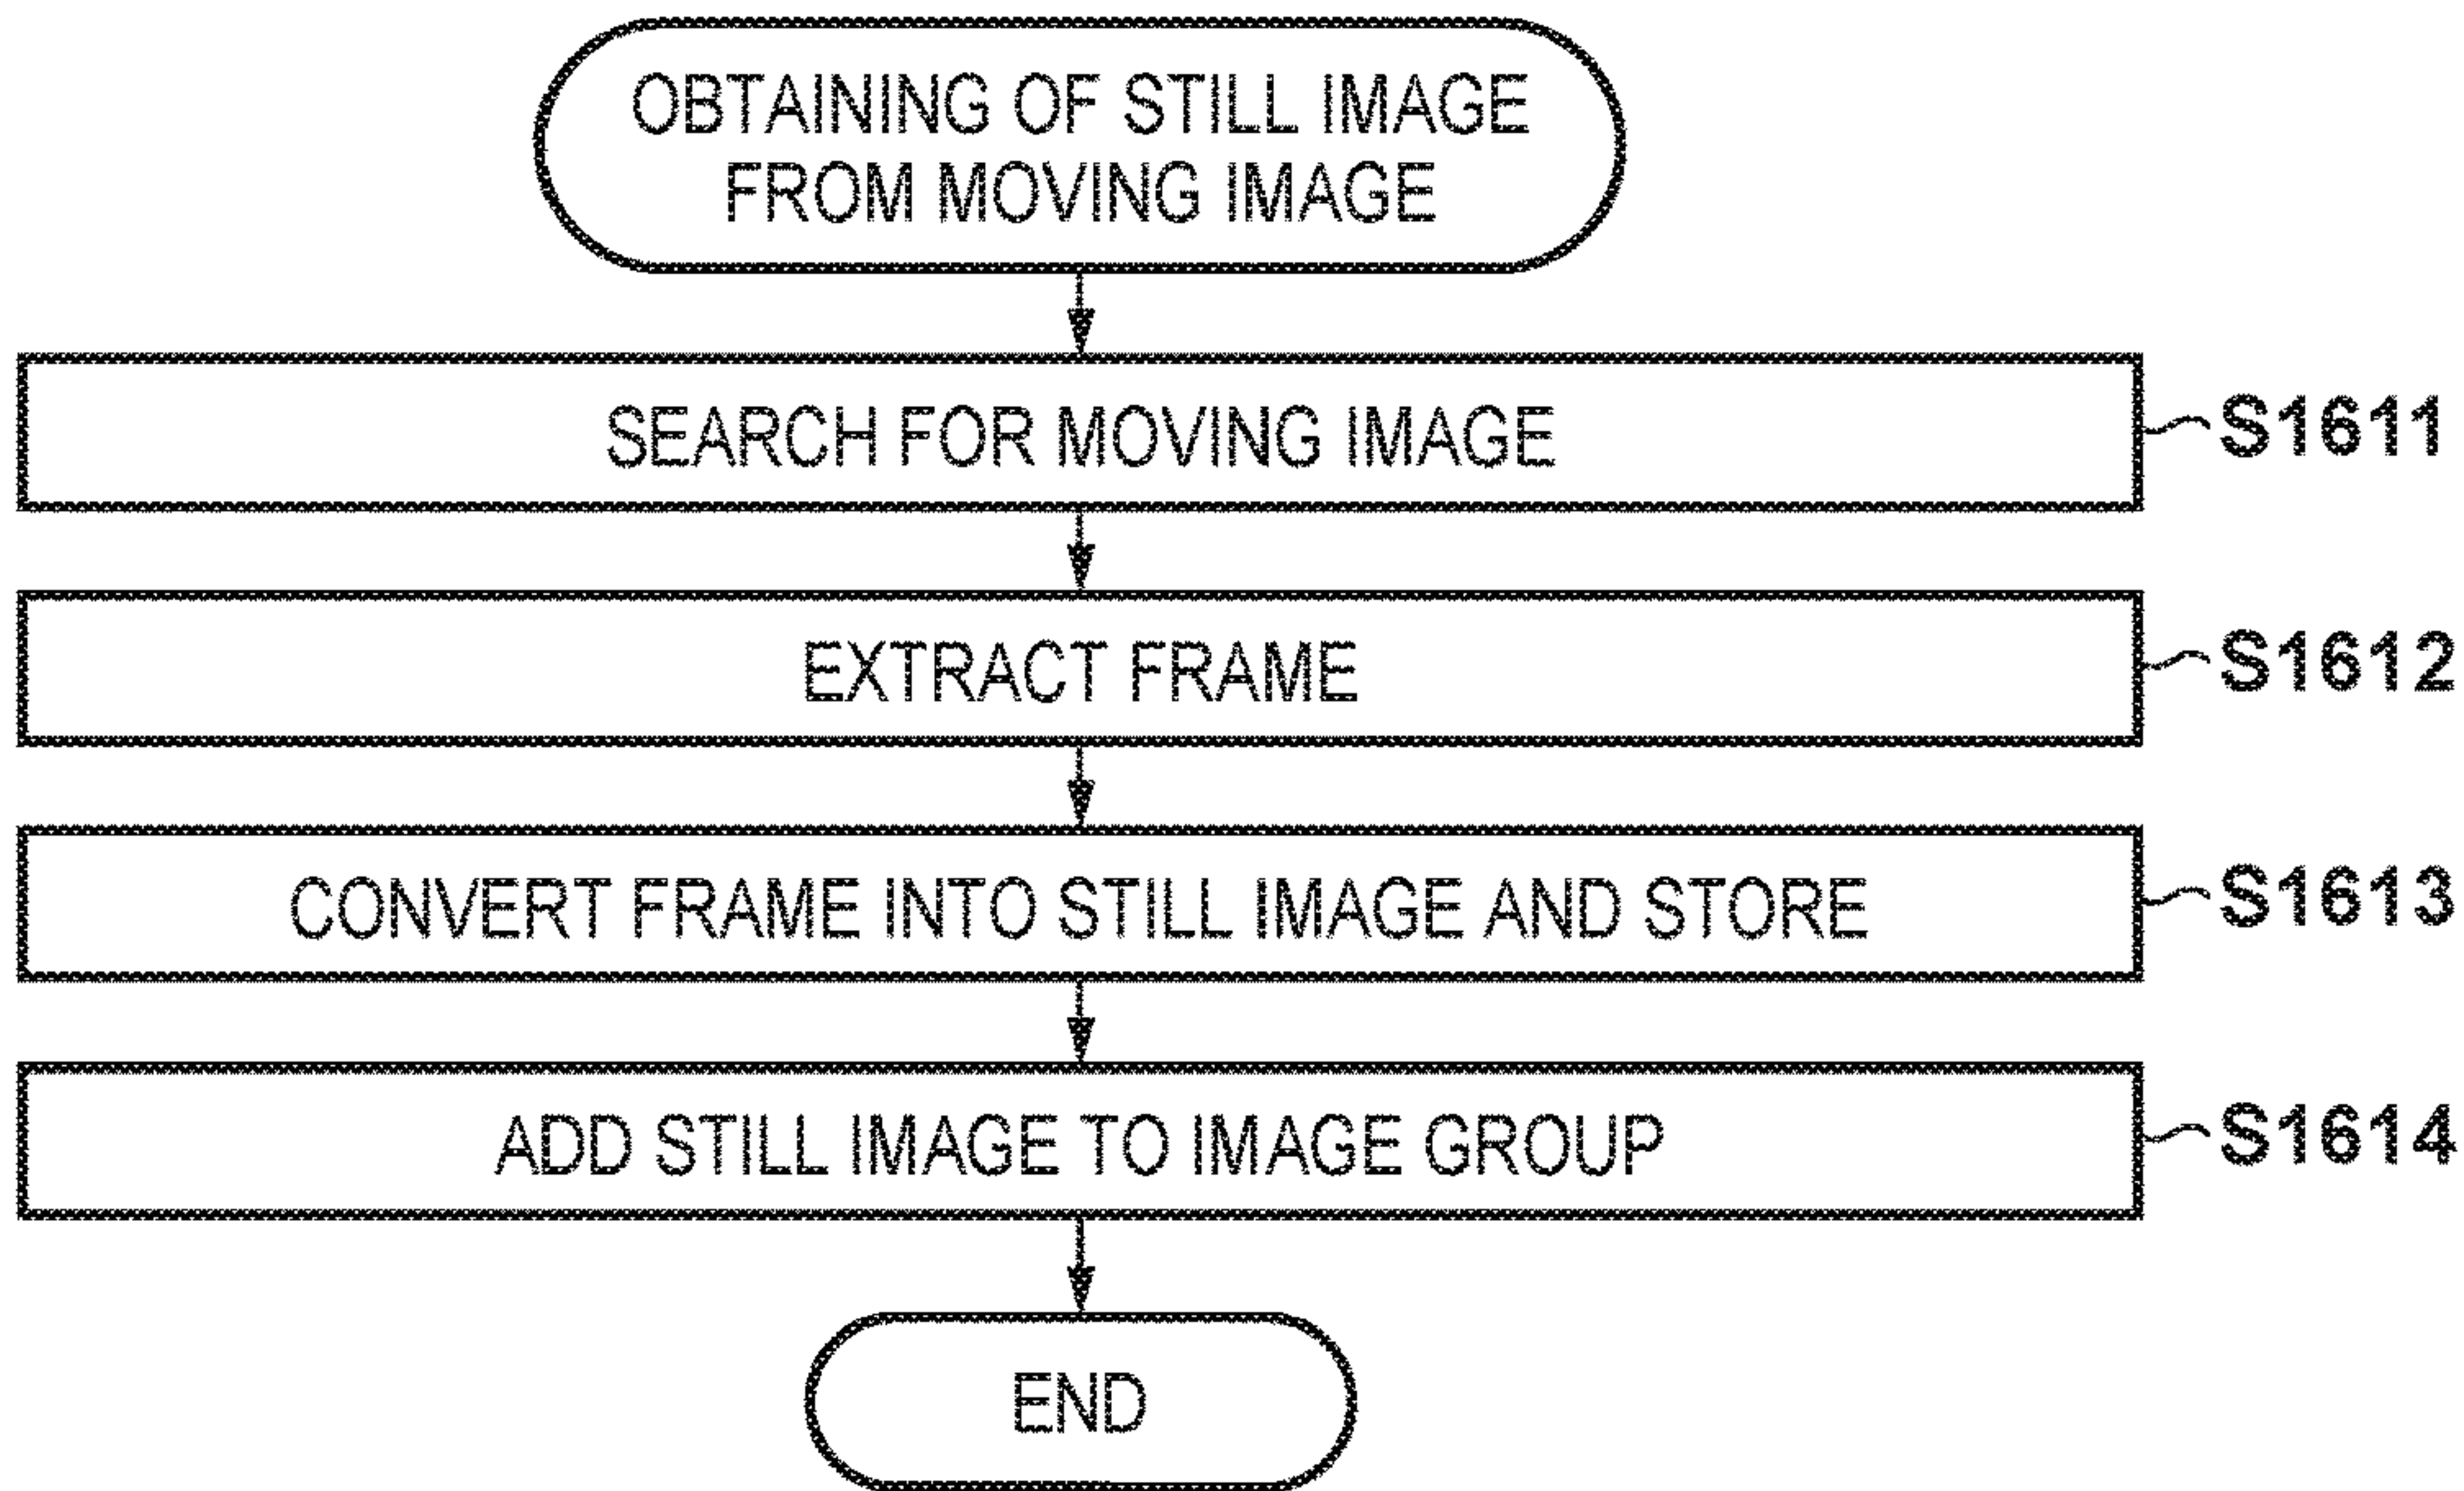 OBTAINING OF STILL IMAGE
FROM MOVING IMAGE
SEARCH FOR MOVING IMAGE
S1611
EXTRACT FRAME
S1612
CONVERT FRAME INTO STILL IMAGE AND STORE
S1613
ADD STILL IMAGE TO IMAGE GROUP
S1614
END